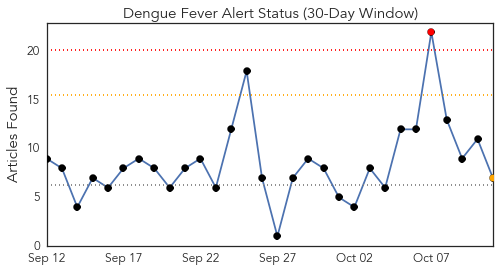 Dengue Fever Alert Status (30-Day Window)
Articles Found
20
15
10
5
0
Sep 12
Sep 17
Sep 22
Sep 27
Oct 02
Oct 07